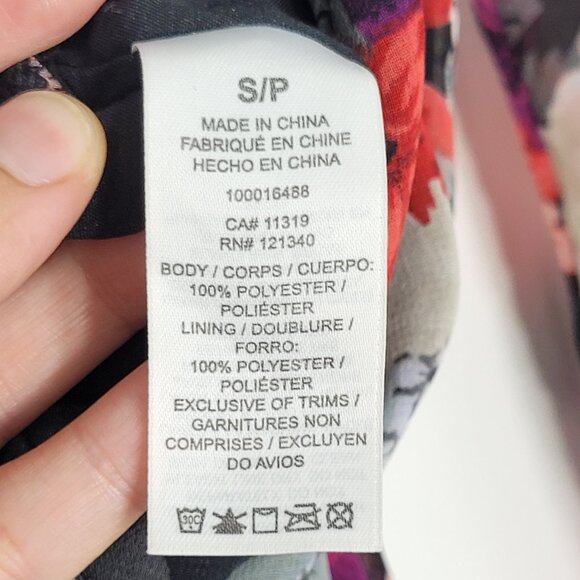 S/P
MADE IN CHINA
FABRIQUÉ EN CHINE
HECHO EN CHINA
100016488
CA# 11319
RN# 121340
BODY / CORPS / CUERPO:
100% POLYESTER /
POLIÉSTER
LINING / DOUBLURE /
FORRO:
100% POLYESTER /
POLIÉSTER
EXCLUSIVE OF TRIMS /
GARNITURES NON
COMPRISES / EXCLUYEN
DO AVIOS
30C